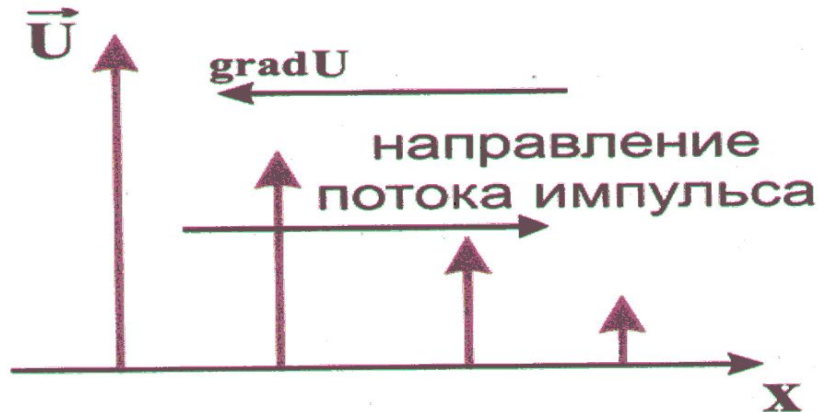 U
gradU
направление
потока импульса
X